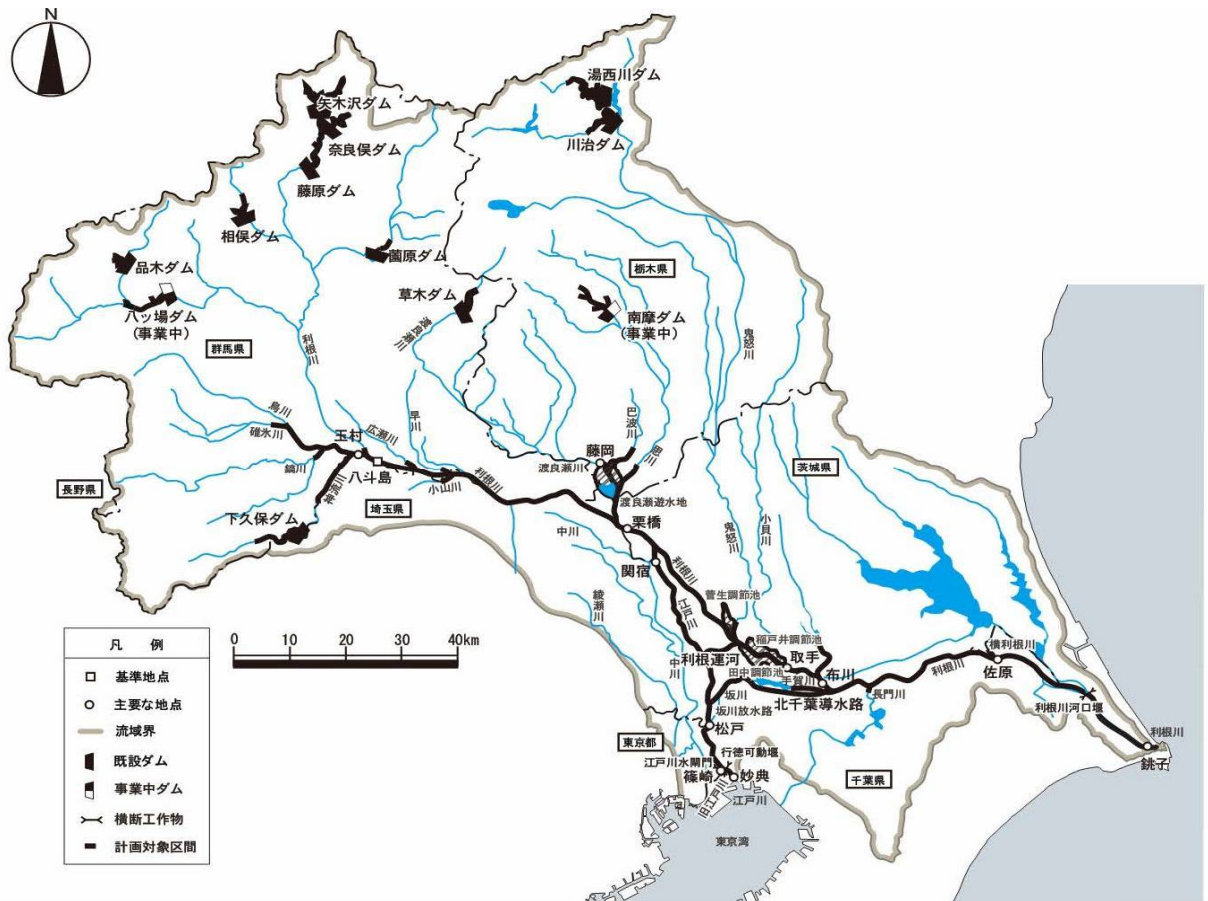 N
湯西川ダム
矢木沢ダム
川治ダム
奈良俣ダム
藤原ダム
相俣ダム
薗原ダム
品木ダム
栃木県
草木ダム
八ッ場ダム
(事業中)
南摩ダム
(事業中)
渡良瀬川
鬼怒川
利根川
群馬県
烏川
碓氷川
玉村
広瀬川
早川
巴波川
思川
藤岡
渡良瀬川
茨城県
鏑川
八斗島
利根川
小山川
長野県
神流川
埼玉県
渡良瀬遊水地
下久保ダム
中川
栗橋
鬼怒川
小貝川
関宿
利根川
綾瀬川
江戸川
菅生調節池
稲戸井調節池
凡 例
基準地点
主要な地点
流域界
既設ダム
事業中ダム
横断工作物
計画対象区間
0 10 20 30 40km
中川
利根運河
取手
田中調節池
手賀川
布川
横利根川
利根川
佐原
坂川
北千葉導水路
長門川
坂川放水路
利根川河口堰
松戸
利根川
銚子
東京都
行徳可動堰
江戸川水閘門
篠崎
妙典
千葉県
旧江戸川
江戸川
東京湾